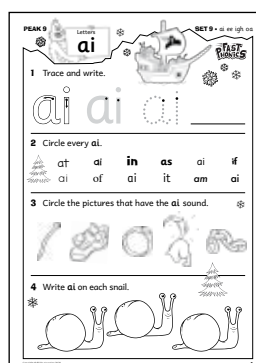 PEAK 9
Letters
ai
SET 9 • ai ee igh oa
FAST PHONICS
1 Trace and write.
ai ai ai
2 Circle every ai.
at ai in as ai if
ai of ai it am ai
3 Circle the pictures that have the ai sound.
4 Write ai on each snail.